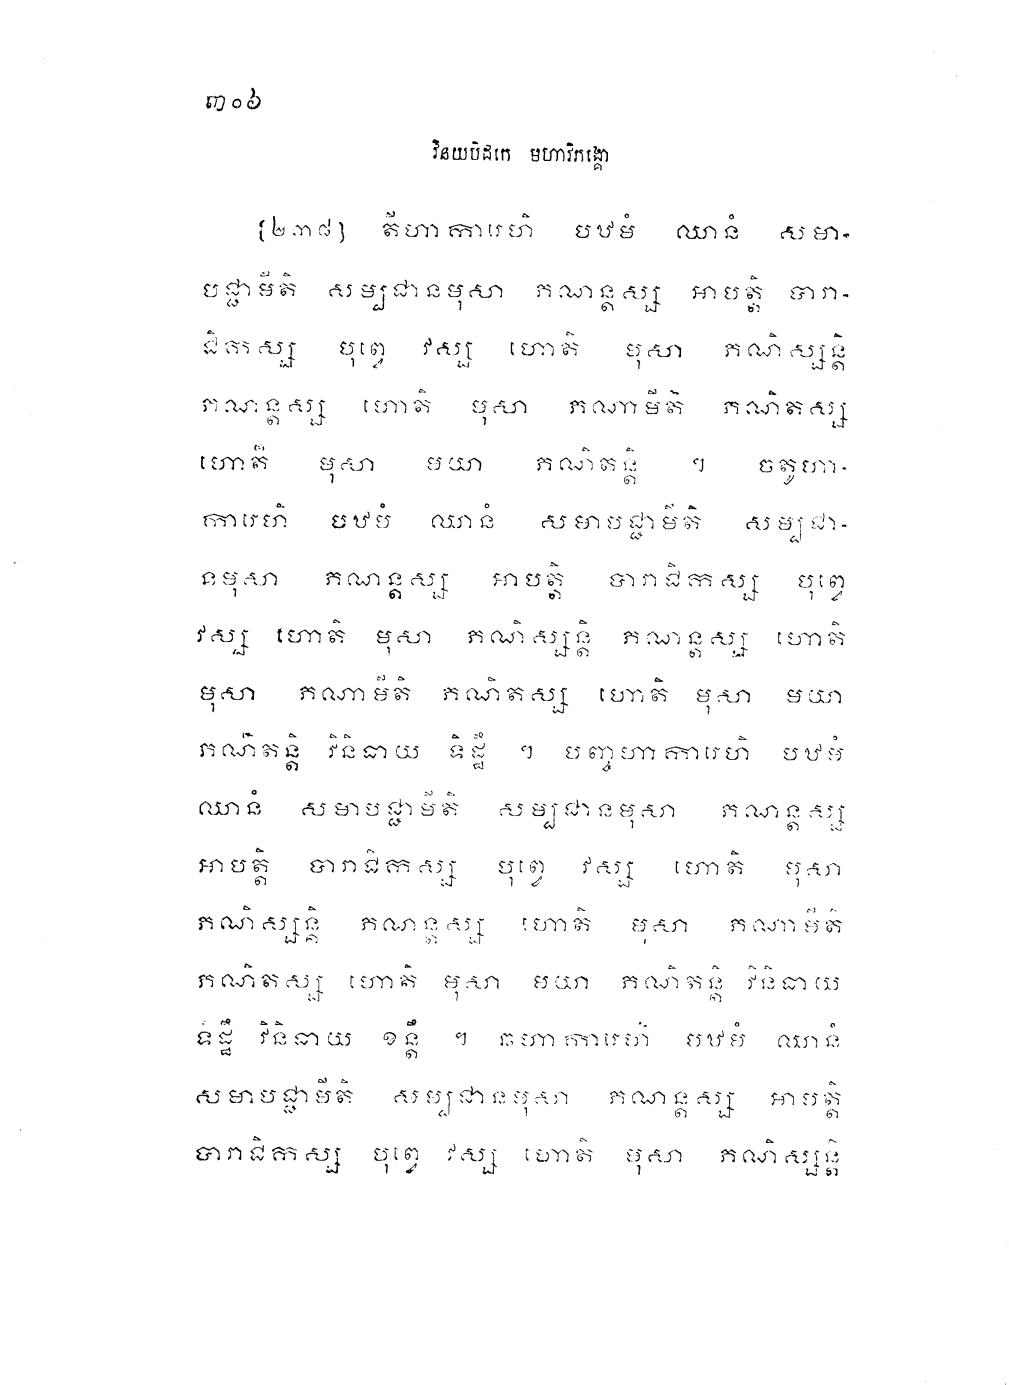 ៣០៦
វិនយបិដកេ មហាវិភង្គោ
[២៣៨] តីហាការេហិ បឋមំ ឈានំ សមា-
បជ្ជាមីតិ សម្បជានមុសា ភណន្តស្ស អាបត្តិ បារា-
ជិកស្ស បុព្វេ វស្ស ហោតិ មុសា ភណិស្សន្តិ
ភណន្តស្ស ហោតិ មុសា ភណាមីតិ ភណិតស្ស
ហោតិ មុសា មយា ភណិតន្តិ ។ ចតូហា-
ការេហិ បឋមំ ឈានំ សមាបជ្ជាមីតិ សម្បជា-
នមុសា ភណន្តស្ស អាបត្តិ បារាជិកស្ស បុព្វេ
វស្ស ហោតិ មុសា ភណិស្សន្តិ ភណន្តស្ស ហោតិ
មុសា ភណាមីតិ ភណិតស្ស ហោតិ មុសា មយា
ភណិតន្តិ វិនិធាយ ទិដ្ឋឹ ។ បញ្ចហាការេហិ បឋមំ
ឈានំ សមាបជ្ជាមីតិ សម្បជានមុសា ភណន្តស្ស
អាបត្តិ បារាជិកស្ស បុព្វេ វស្ស ហោតិ មុសា
ភណិស្សន្តិ ភណន្តស្ស ហោតិ មុសា ភណាមីតិ
ភណិតស្ស ហោតិ មុសា មយា ភណិតន្តិ វិនិធាយ
ទិដ្ឋឹ វិនិធាយ ខន្តឹ ។ ឆហាការេហិ បឋមំ ឈានំ
សមាបជ្ជាមីតិ សម្បជានមុសា ភណន្តស្ស អាបត្តិ
បារាជិកស្ស បុព្វេ វស្ស ហោតិ មុសា ភណិស្សន្តិ